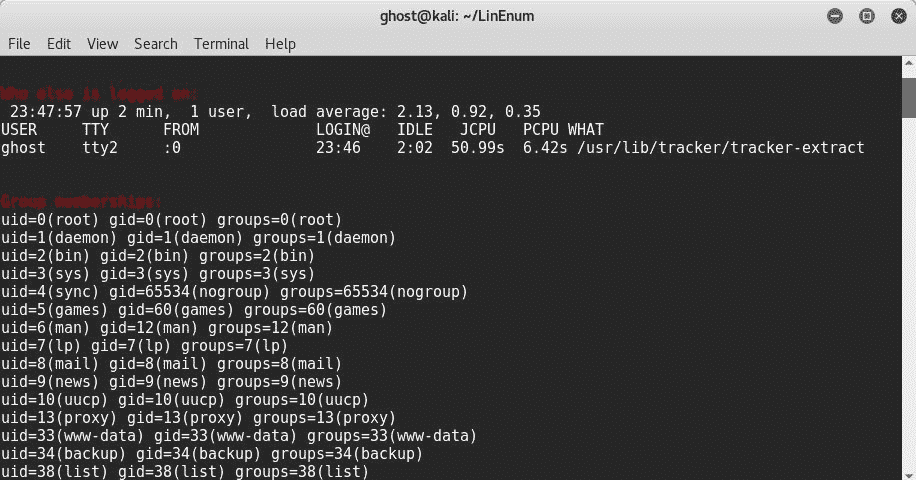 ghost@kali: ~/LinEnum
File Edit View Search Terminal Help
Who else is logged on:
23:47:57 up 2 min, 1 user, load average: 2.13, 0.92, 0.35
USER TTY FROM LOGIN@ IDLE JCPU PCPU WHAT
ghost tty2 :0 23:46 2:02 50.99s 6.42s /usr/lib/tracker/tracker-extract
Group memberships:
uid=0(root) gid=0(root) groups=0(root)
uid=1(daemon) gid=1(daemon) groups=1(daemon)
uid=2(bin) gid=2(bin) groups=2(bin)
uid=3(sys) gid=3(sys) groups=3(sys)
uid=4(sync) gid=65534(nogroup) groups=65534(nogroup)
uid=5(games) gid=60(games) groups=60(games)
uid=6(man) gid=12(man) groups=12(man)
uid=7(lp) gid=7(lp) groups=7(lp)
uid=8(mail) gid=8(mail) groups=8(mail)
uid=9(news) gid=9(news) groups=9(news)
uid=10(uucp) gid=10(uucp) groups=10(uucp)
uid=13(proxy) gid=13(proxy) groups=13(proxy)
uid=33(www-data) gid=33(www-data) groups=33(www-data)
uid=34(backup) gid=34(backup) groups=34(backup)
uid=38(list) gid=38(list) groups=38(list)